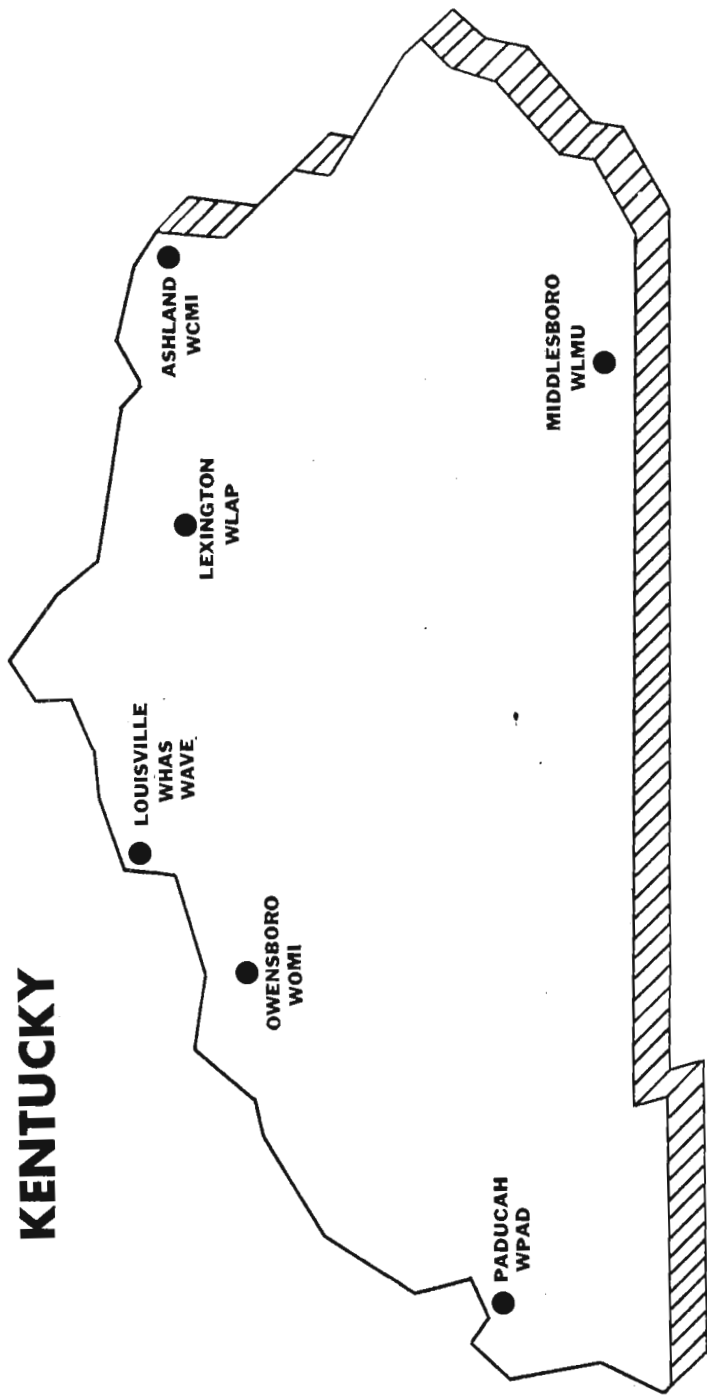 KENTUCKY
ASHLAND
WCMI
LEXINGTON
WLAP
LOUISVILLE
WHAS
WAVE
OWENSBORO
WOMI
PADUCAH
WPAD
MIDDLESBORO
WLMU